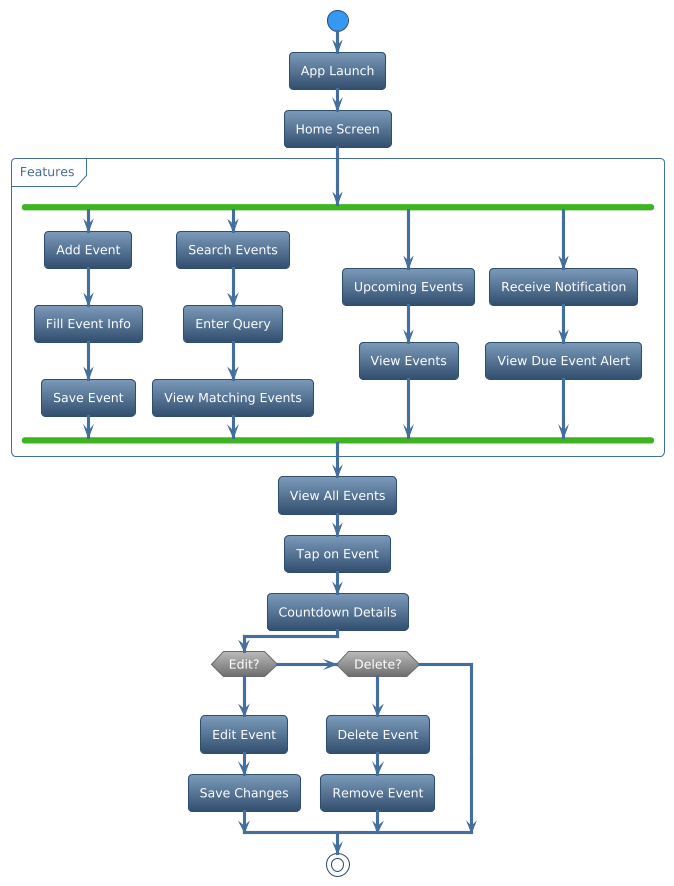 App Launch
Home Screen
Features
Add Event
Search Events
Upcoming Events
Receive Notification
Fill Event Info
Enter Query
View Events
View Due Event Alert
Save Event
View Matching Events
View All Events
Tap on Event
Countdown Details
Edit?
Delete?
Edit Event
Delete Event
Save Changes
Remove Event